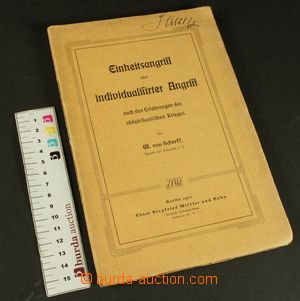 Einheitsangriff
oder
individualisirter Angriff
nach den Erfahrungen des
südafrikanischen Krieges
von
W. von Scherff,
Berlin 1902
Ernst Siegfried Mittler und Sohn
burda auction
burda-auction.com